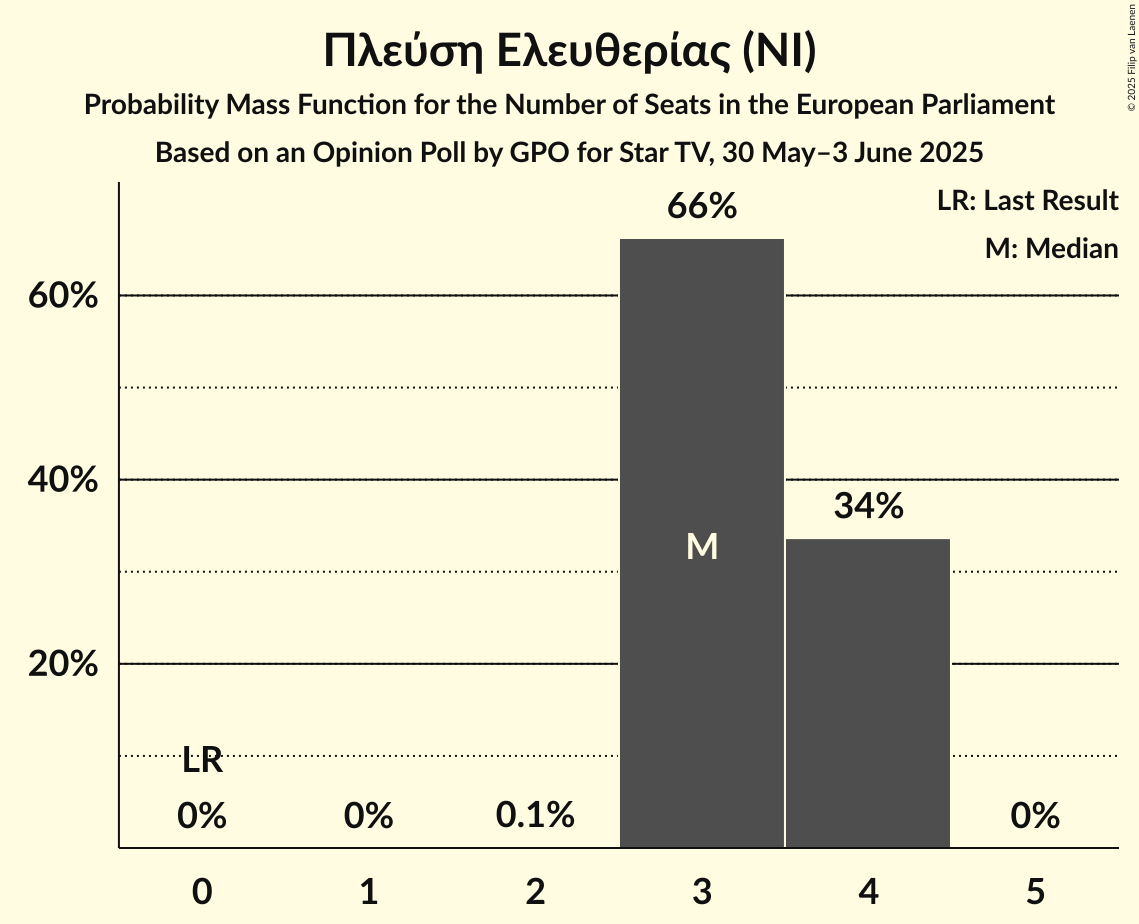 Πλεύση Ελευθερίας (NI)
Probability Mass Function for the Number of Seats in the European Parliament
Based on an Opinion Poll by GPO for Star TV, 30 May–3 June 2025
© 2025 Filip van Laenen
LR: Last Result
M: Median
66%
60%
40%
34%
M
20%
LR
0%
0%
0.1%
0%
0
1
2
3
4
5